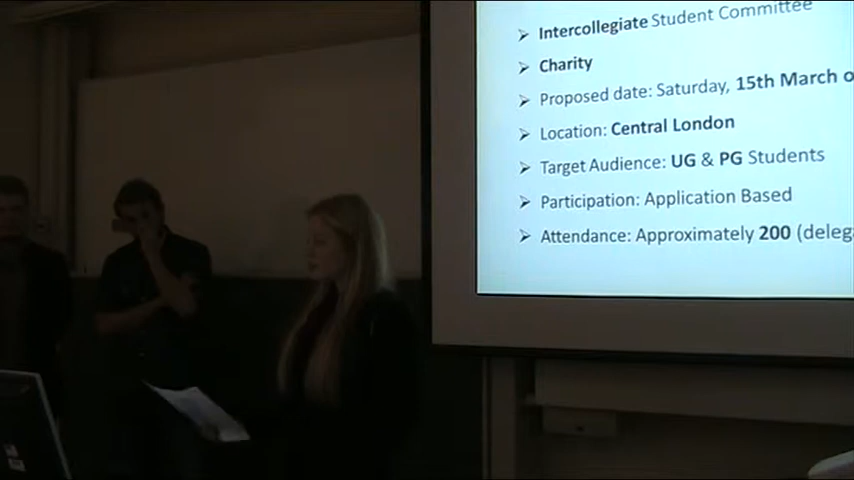 Intercollegiate Student Committee
Charity
Proposed date: Saturday, 15th March o
Location: Central London
Target Audience: UG & PG Students
Participation: Application Based
Attendance: Approximately 200 (deleg